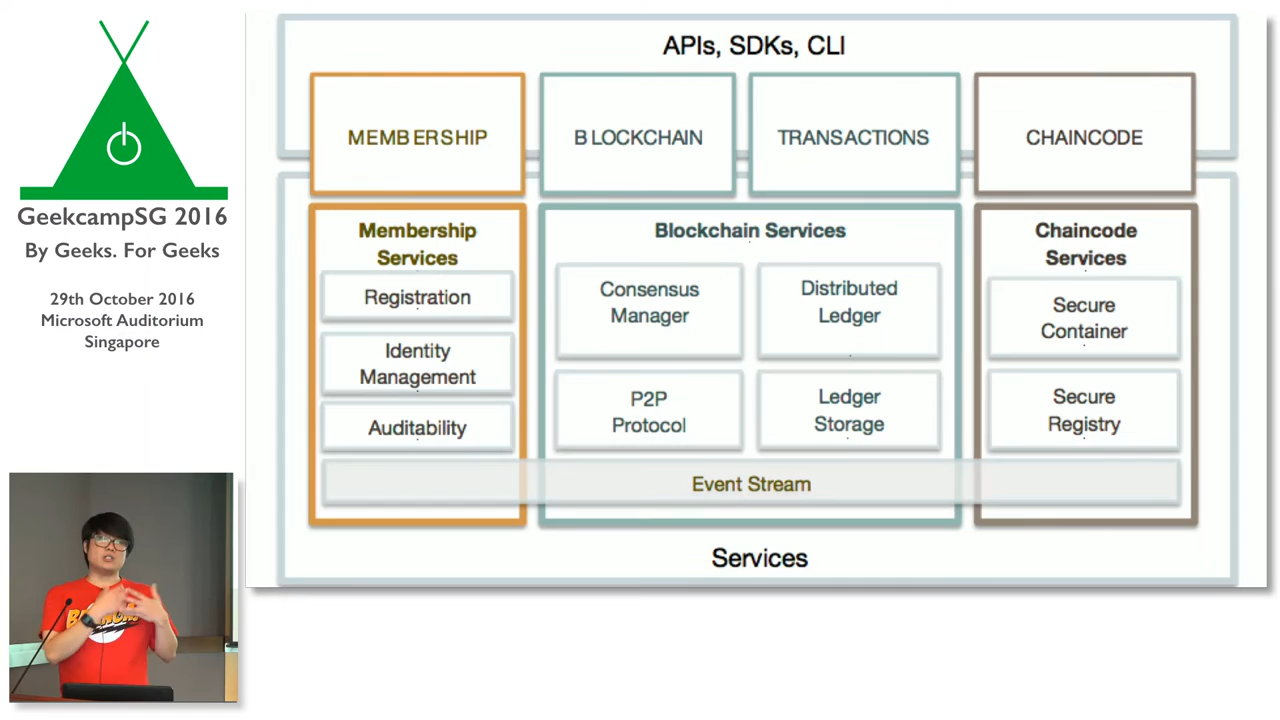 GeekcampSG 2016
By Geeks. For Geeks
29th October 2016
Microsoft Auditorium
Singapore
APIs, SDKs, CLI
MEMBERSHIP
BLOCKCHAIN
TRANSACTIONS
CHAINCODE
Membership
Services
Registration
Identity
Management
Auditability
Blockchain Services
Consensus
Manager
Distributed
Ledger
P2P
Protocol
Ledger
Storage
Chaincode
Services
Secure
Container
Secure
Registry
Event Stream
Services